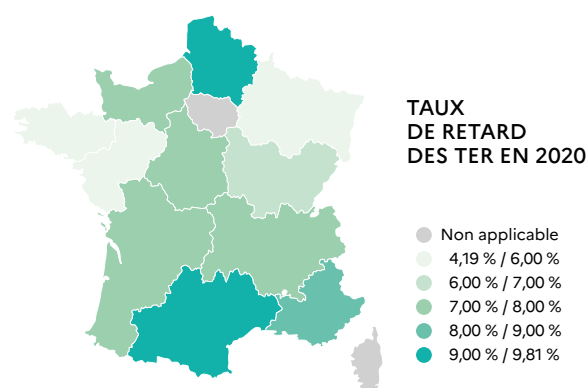 TAUX
DE RETARD
DES TER EN 2020
Non applicable
4,19 % / 6,00 %
6,00 % / 7,00 %
7,00 % / 8,00 %
8,00 % / 9,00 %
9,00 % / 9,81 %